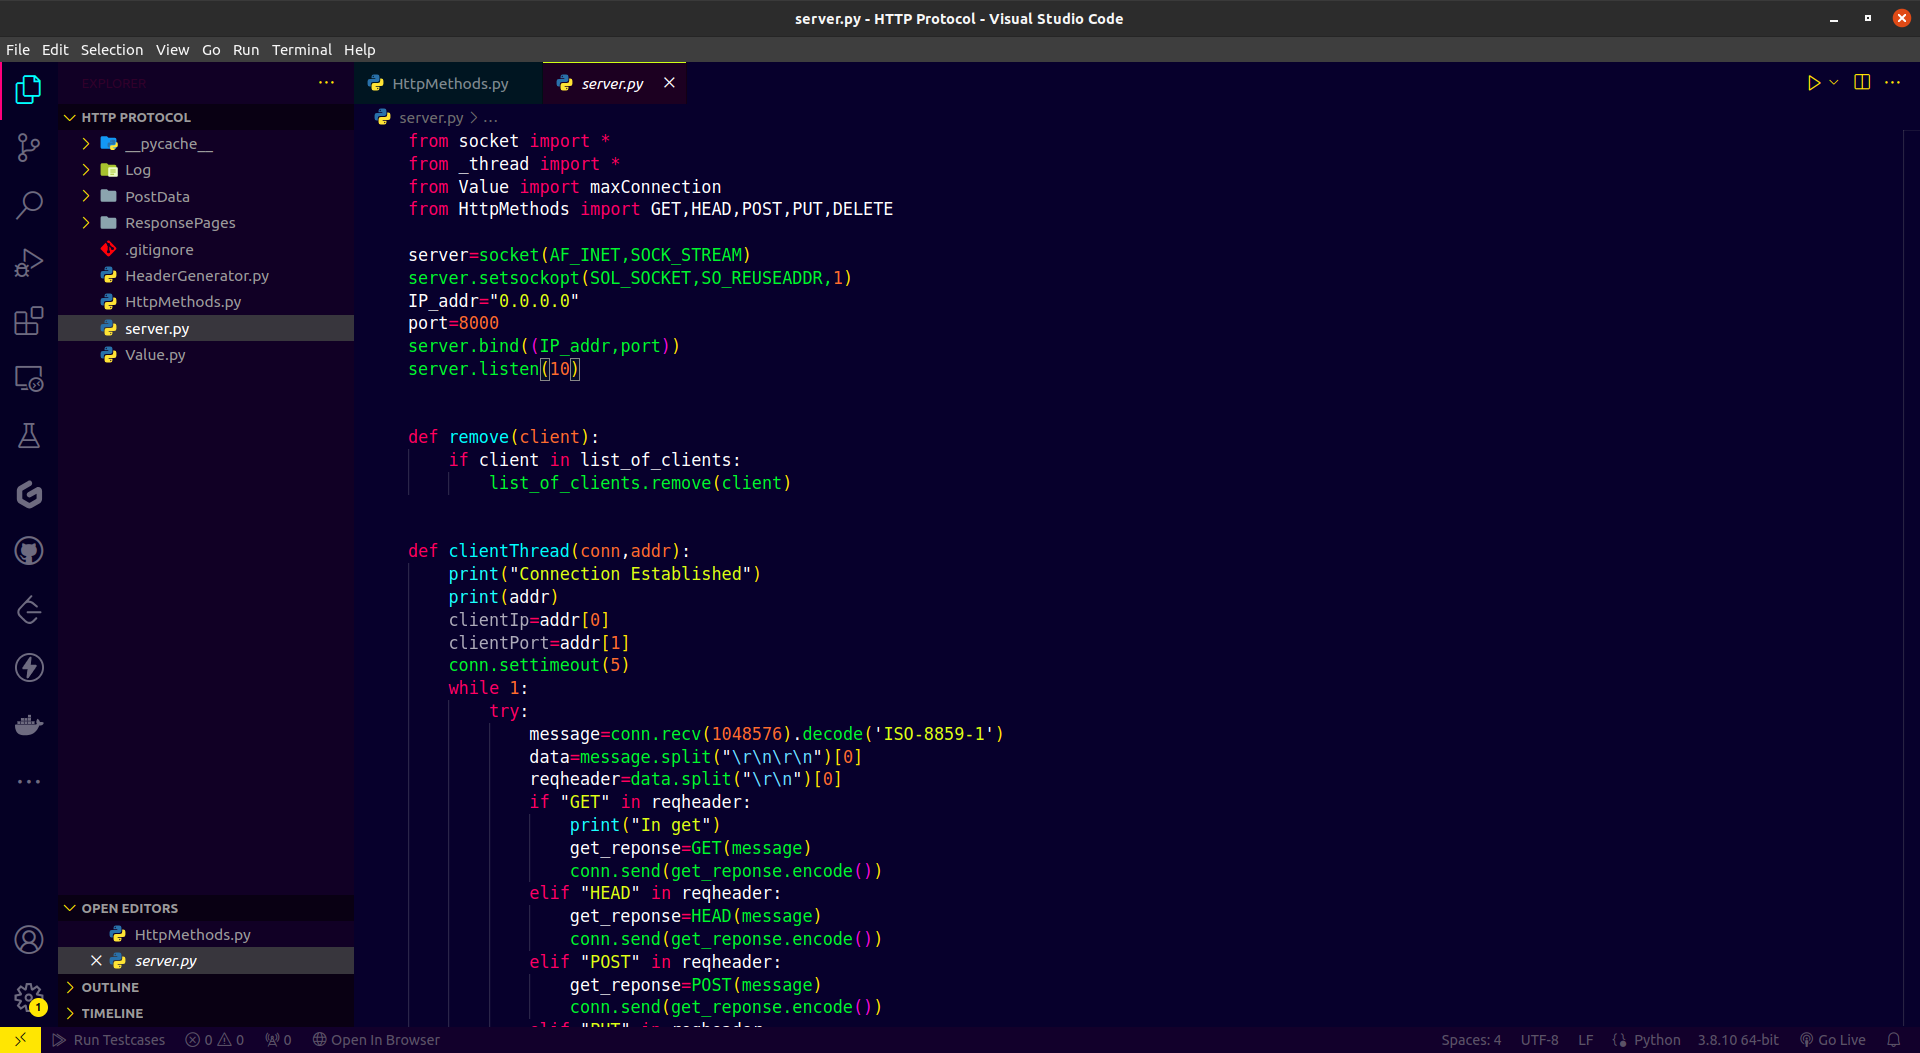 server.py - HTTP Protocol - Visual Studio Code
File Edit Selection View Go Run Terminal Help
EXPLORER
HttpMethods.py
server.py
HTTP PROTOCOL
__pycache__
Log
PostData
ResponsePages
.gitignore
HeaderGenerator.py
HttpMethods.py
server.py
Value.py
server.py > ...
from socket import *
from _thread import *
from Value import maxConnection
from HttpMethods import GET,HEAD,POST,PUT,DELETE
server=socket(AF_INET,SOCK_STREAM)
server.setsockopt(SOL_SOCKET,SO_REUSEADDR,1)
IP_addr="0.0.0.0"
port=8000
server.bind((IP_addr,port))
server.listen(10)
def remove(client):
if client in list_of_clients:
list_of_clients.remove(client)
def clientThread(conn,addr):
print("Connection Established")
print(addr)
clientIp=addr[0]
clientPort=addr[1]
conn.settimeout(5)
while 1:
try:
message=conn.recv(1048576).decode('ISO-8859-1')
data=message.split("\r\n\r\n")[0]
reqheader=data.split("\r\n")[0]
if "GET" in reqheader:
print("In get")
get_reponse=GET(message)
conn.send(get_reponse.encode())
elif "HEAD" in reqheader:
get_reponse=HEAD(message)
conn.send(get_reponse.encode())
elif "POST" in reqheader:
get_reponse=POST(message)
conn.send(get_reponse.encode())
elif "PUT" in reqheader
OPEN EDITORS
HttpMethods.py
server.py
OUTLINE
TIMELINE
1
Run Testcases 0 0 0 Open In Browser
Spaces: 4 UTF-8 LF Python 3.8.10 64-bit Go Live